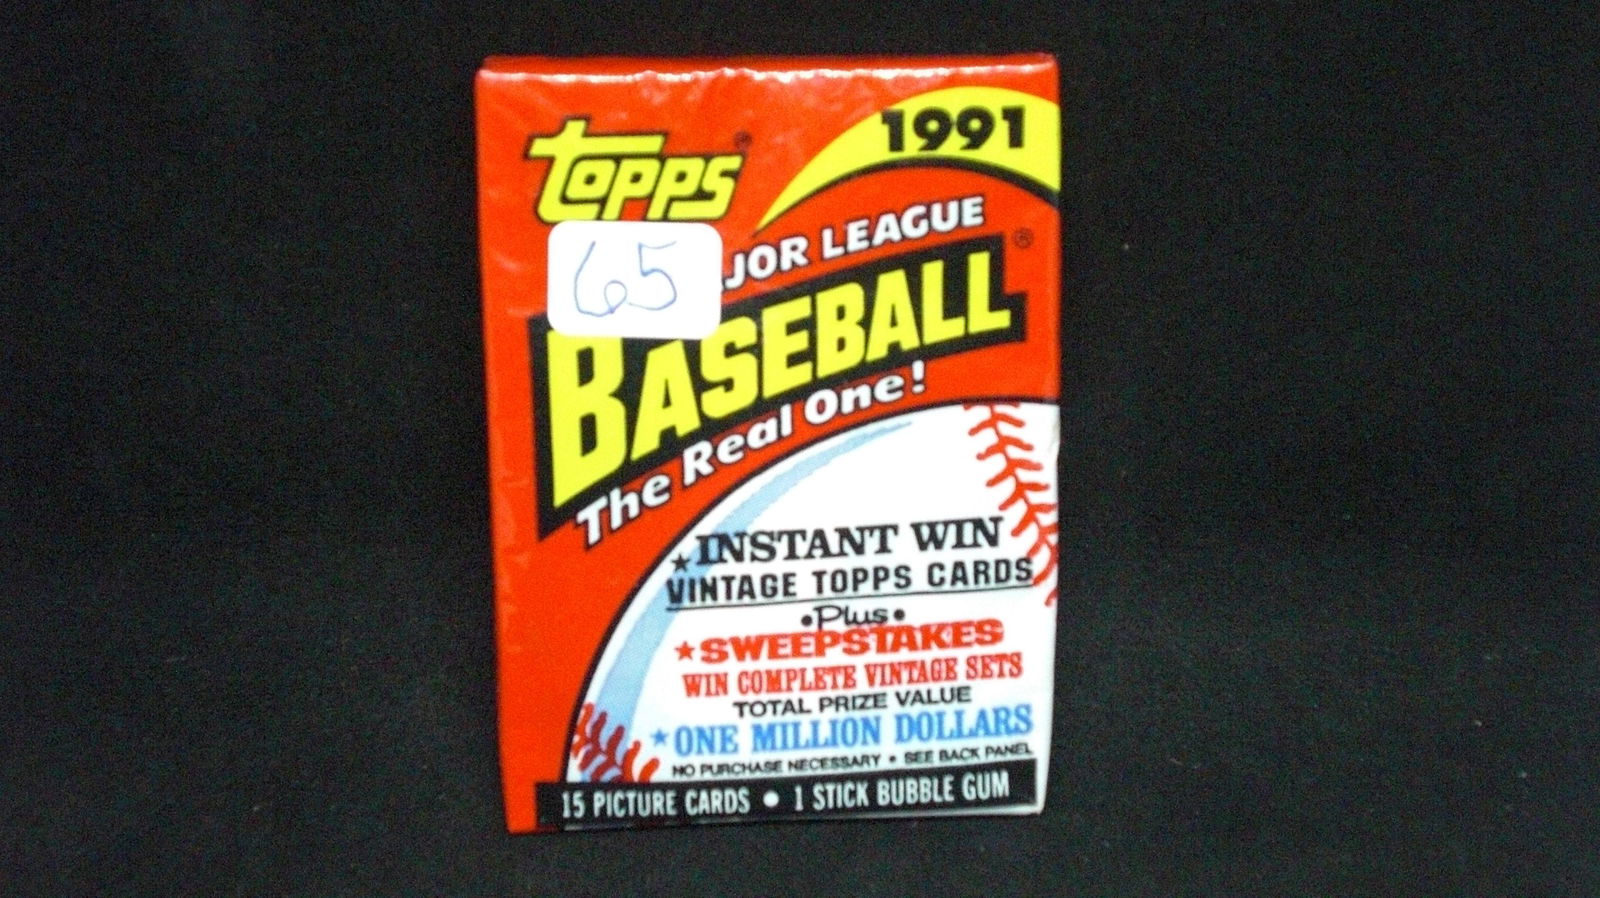 Topps®
1991
65
JOR LEAGUE
BASEBALL®
The Real One!
★INSTANT WIN
VINTAGE TOPPS CARDS
•Plus•
★SWEEPSTAKES
WIN COMPLETE VINTAGE SETS
TOTAL PRIZE VALUE
★ONE MILLION DOLLARS
NO PURCHASE NECESSARY • SEE BACK PANEL
15 PICTURE CARDS • 1 STICK BUBBLE GUM